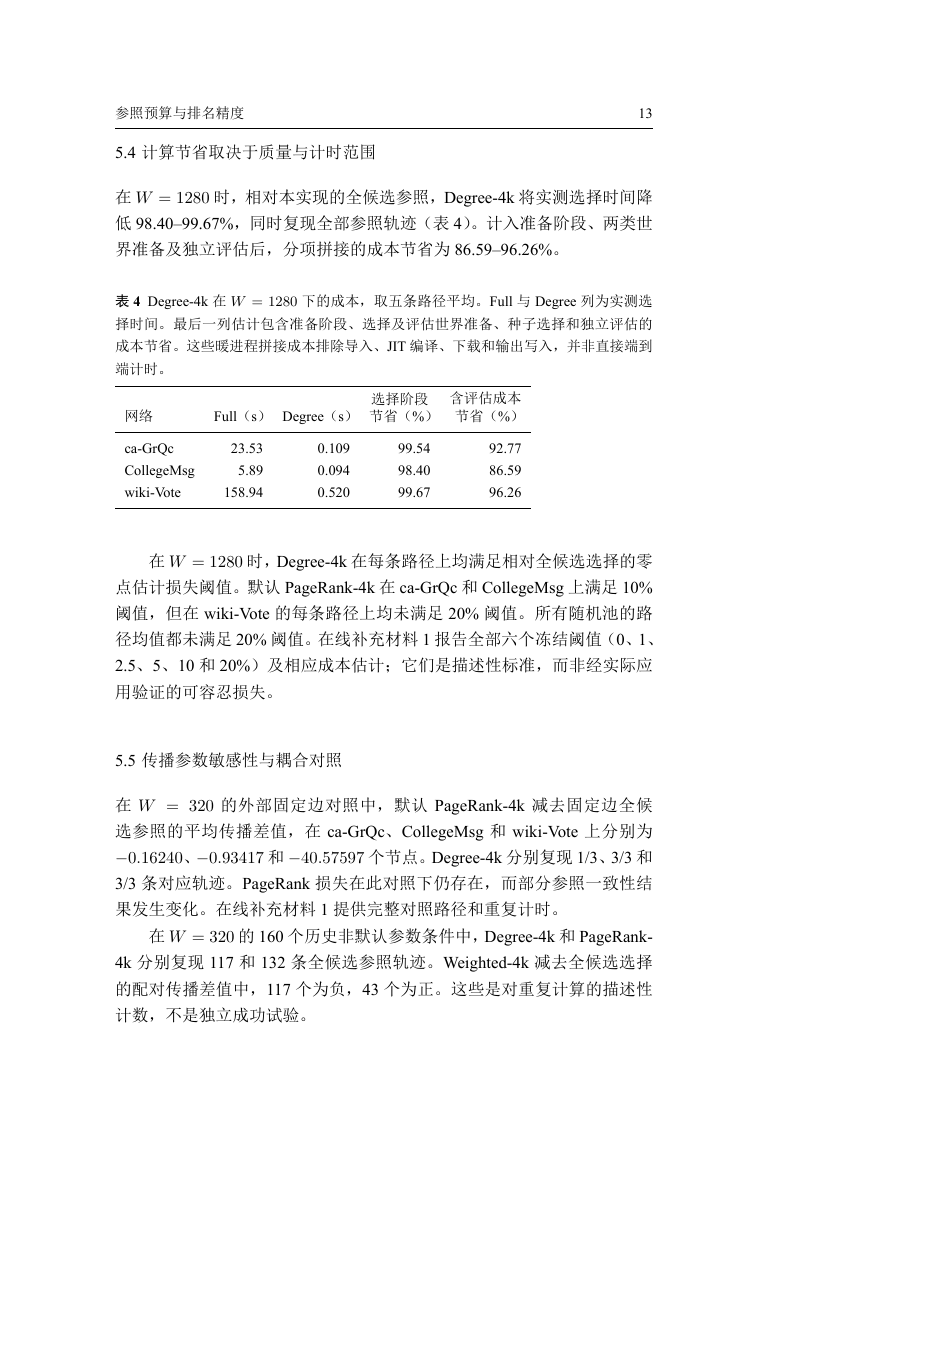 参照预算与排名精度 13
5.4 计算节省取决于质量与计时范围
在 W = 1280 时，相对本实现的全候选参照，Degree-4k 将实测选择时间降
低 98.40–99.67%，同时复现全部参照轨迹（表 4）。计入准备阶段、两类世
界准备及独立评估后，分项拼接的成本节省为 86.59–96.26%。
表 4 Degree-4k 在 W = 1280 下的成本，取五条路径平均。Full 与 Degree 列为实测选
择时间。最后一列估计包含准备阶段、选择及评估世界准备、种子选择和独立评估的
成本节省。这些暖进程拼接成本排除导入、JIT 编译、下载和输出写入，并非直接端到
端计时。
选择阶段 含评估成本
网络 Full（s） Degree（s） 节省（%） 节省（%）
ca-GrQc 23.53 0.109 99.54 92.77
CollegeMsg 5.89 0.094 98.40 86.59
wiki-Vote 158.94 0.520 99.67 96.26
在 W = 1280 时，Degree-4k 在每条路径上均满足相对全候选选择的零
点估计损失阈值。默认 PageRank-4k 在 ca-GrQc 和 CollegeMsg 上满足 10%
阈值，但在 wiki-Vote 的每条路径上均未满足 20% 阈值。所有随机池的路
径均值都未满足 20% 阈值。在线补充材料 1 报告全部六个冻结阈值（0、1、
2.5、5、10 和 20%）及相应成本估计；它们是描述性标准，而非经实际应
用验证的可容忍损失。
5.5 传播参数敏感性与耦合对照
在 W = 320 的外部固定边对照中，默认 PageRank-4k 减去固定边全候
选参照的平均传播差值，在 ca-GrQc、CollegeMsg 和 wiki-Vote 上分别为
−0.16240、−0.93417 和 −40.57597 个节点。Degree-4k 分别复现 1/3、3/3 和
3/3 条对应轨迹。PageRank 损失在此对照下仍存在，而部分参照一致性结
果发生变化。在线补充材料 1 提供完整对照路径和重复计时。
在 W = 320 的 160 个历史非默认参数条件中，Degree-4k 和 PageRank-
4k 分别复现 117 和 132 条全候选参照轨迹。Weighted-4k 减去全候选选择
的配对传播差值中，117 个为负，43 个为正。这些是对重复计算的描述性
计数，不是独立成功试验。